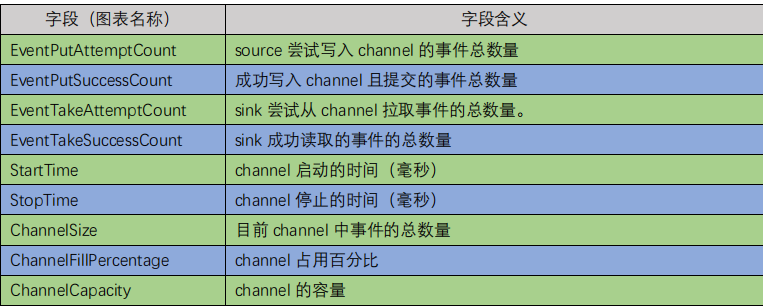 字段（图表名称） 字段含义
EventPutAttemptCount source 尝试写入 channel 的事件总数量
EventPutSuccessCount 成功写入 channel 且提交的事件总数量
EventTakeAttemptCount sink 尝试从 channel 拉取事件的总数量。
EventTakeSuccessCount sink 成功读取的事件的总数量
StartTime channel 启动的时间（毫秒）
StopTime channel 停止的时间（毫秒）
ChannelSize 目前 channel 中事件的总数量
ChannelFillPercentage channel 占用百分比
ChannelCapacity channel 的容量